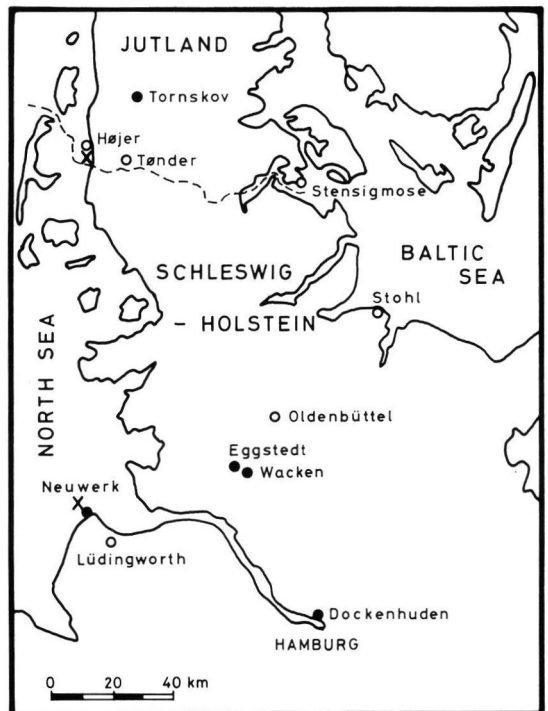 JUTLAND
Tornskov
Højer
X
Tønder
Stensigmose
BALTIC
SEA
SCHLESWIG
Stohl
- HOLSTEIN
NORTH SEA
Oldenbüttel
Eggstedt
Wacken
Neuwerk
X
Lüdingworth
Dockenhuden
HAMBURG
0 20 40 km